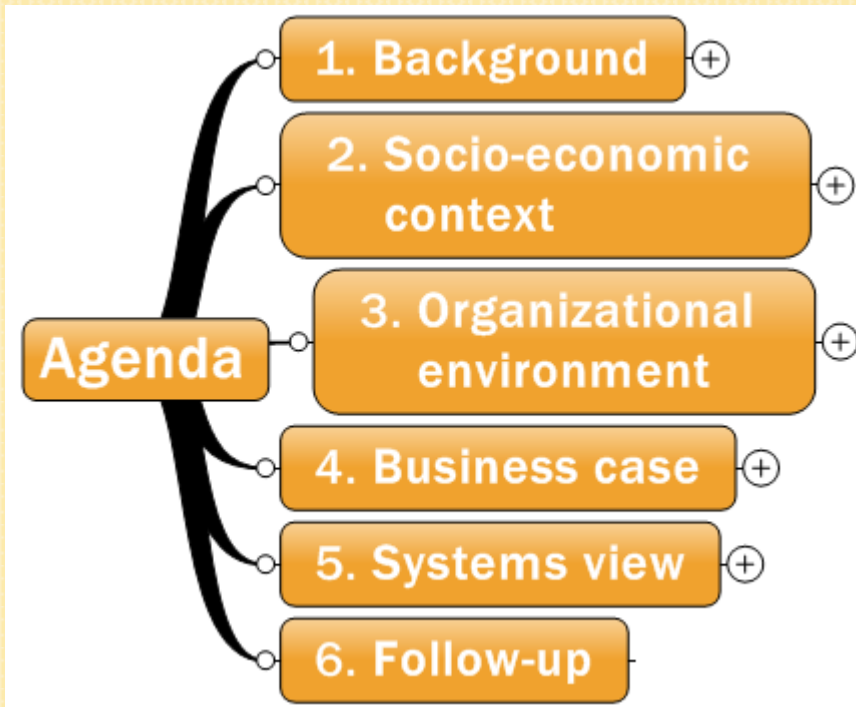 1. Background
2. Socio-economic
context
3. Organizational
environment
Agenda
4. Business case
5. Systems view
6. Follow-up